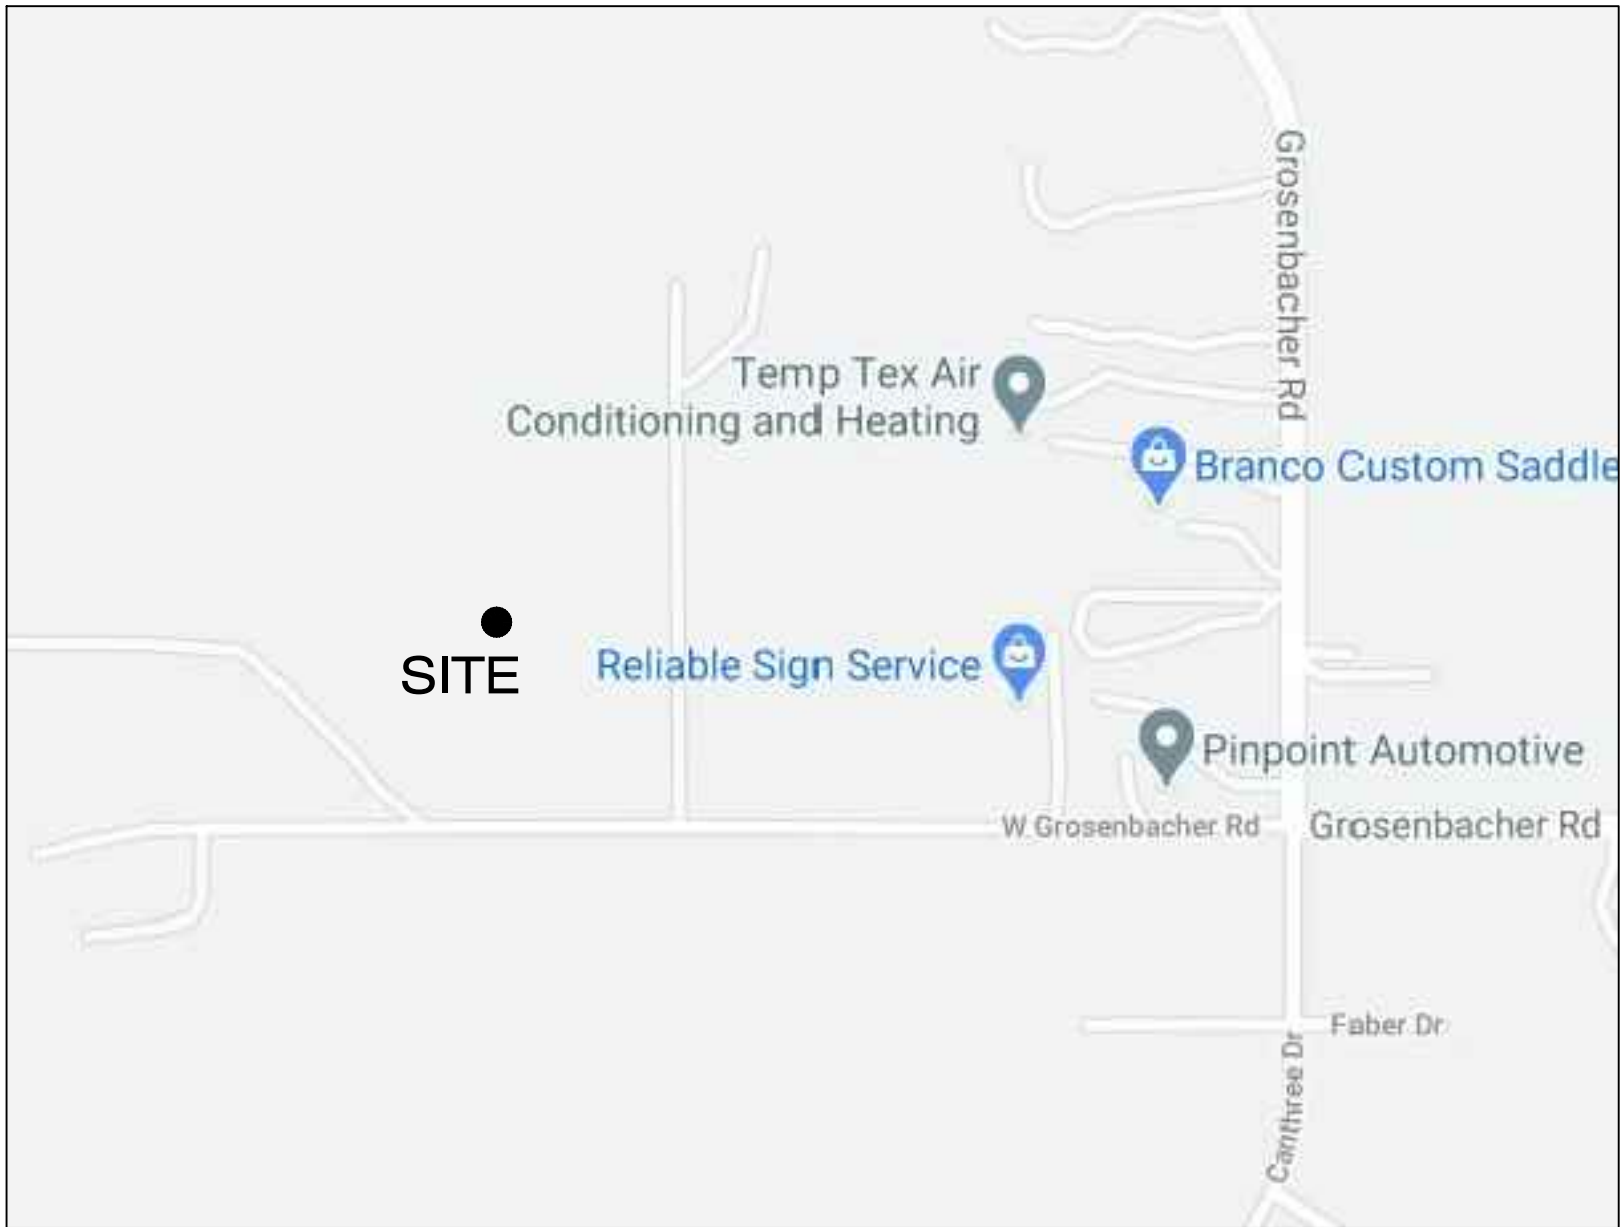 Grosenbacher Rd
Temp Tex Air
Conditioning and Heating
Branco Custom Saddle
SITE
Reliable Sign Service
Pinpoint Automotive
W Grosenbacher Rd
Grosenbacher Rd
Faber Dr
Canthree Dr